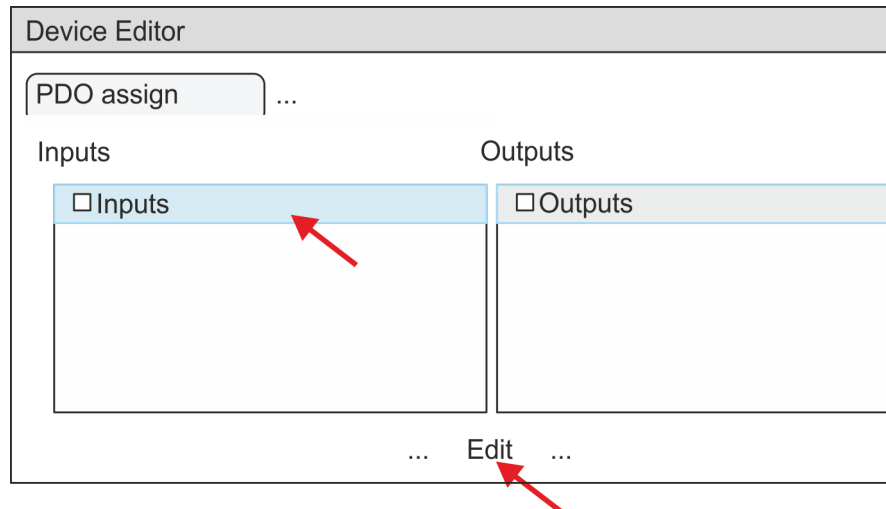 Device Editor
PDO assign ...
Inputs Outputs
Inputs Outputs
... Edit ...